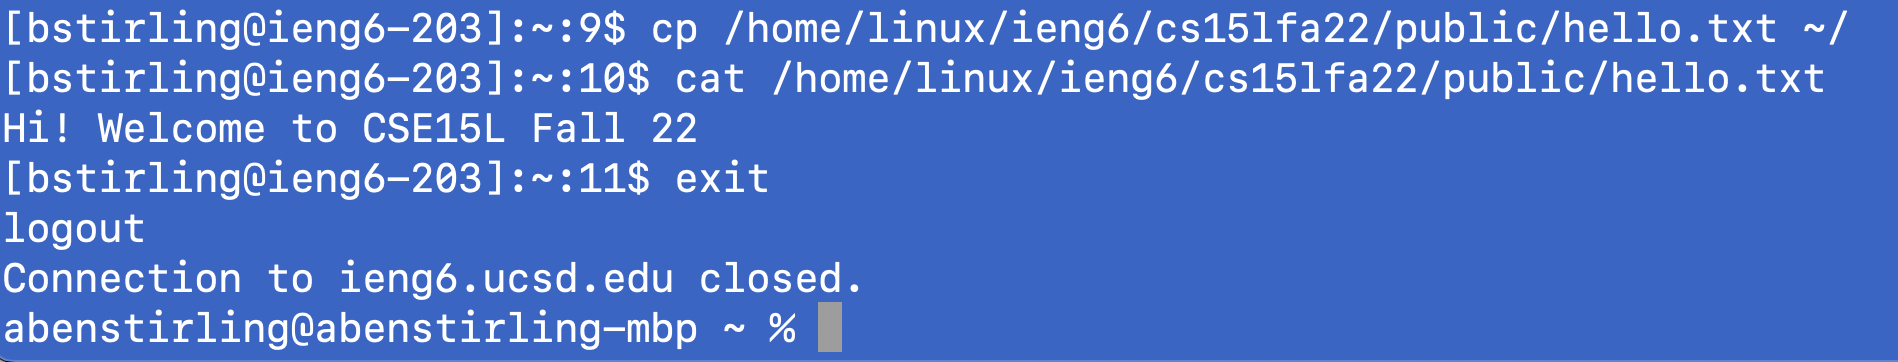 [bstirling@ieng6-203]:~:9$ cp /home/linux/ieng6/cs15lfa22/public/hello.txt ~/
[bstirling@ieng6-203]:~:10$ cat /home/linux/ieng6/cs15lfa22/public/hello.txt
Hi! Welcome to CSE15L Fall 22
[bstirling@ieng6-203]:~:11$ exit
logout
Connection to ieng6.ucsd.edu closed.
abenstirling@abenstirling-mbp ~ %